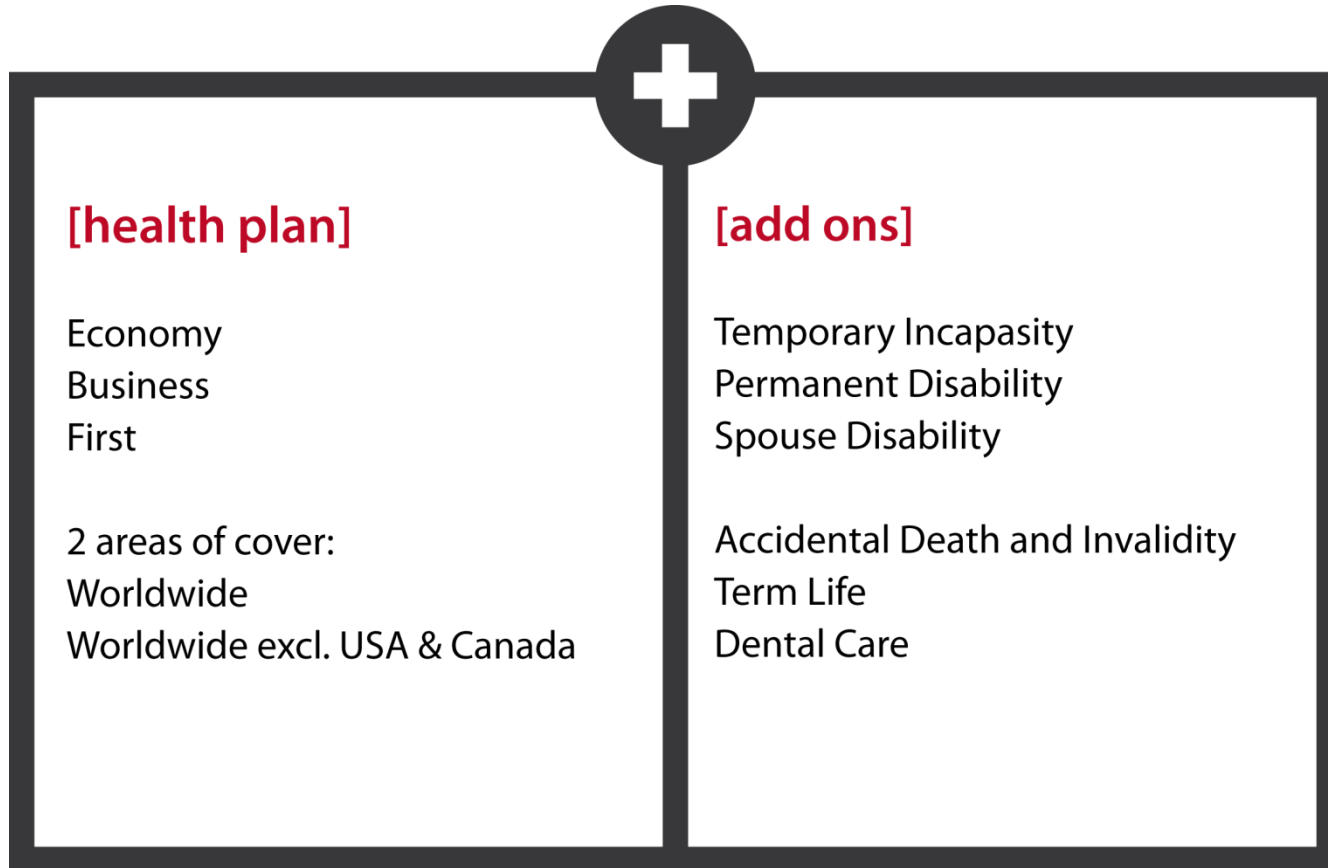 [health plan]
Economy
Business
First
2 areas of cover:
Worldwide
Worldwide excl. USA & Canada
[add ons]
Temporary Incapasity
Permanent Disability
Spouse Disability
Accidental Death and Invalidity
Term Life
Dental Care